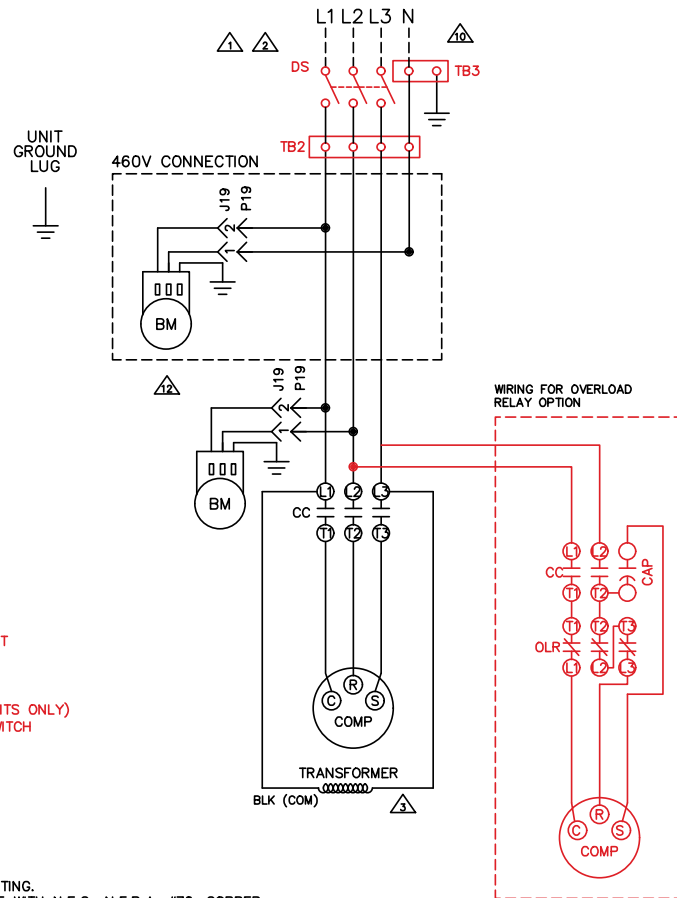 L1 L2 L3 N
1 2 10
DS
TB3
TB2
UNIT
GROUND
LUG
460V CONNECTION
J19
P19
2
1
BM
12
J19
P19
2
1
BM
WIRING FOR OVERLOAD
RELAY OPTION
L1 L2 L3
CC
T1 T2 T3
R
C S
COMP
TRANSFORMER
BLK (COM)
3
L1 L2
CC
CAP
T1 T2
T1 T2 T3
OLR
L1 L2 L3
R
C S
COMP
T
ITS ONLY)
ITCH
TING.